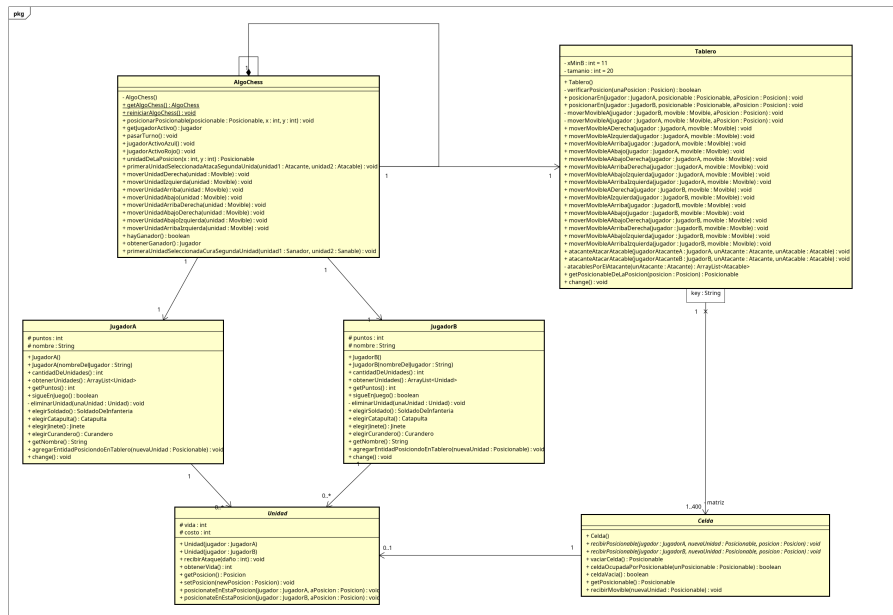 pkg
AlgoChess
- AlgoChess()
+ getAlgoChess() : AlgoChess
+ reiniciarAlgoChess() : void
+ posicionarPosicionable(posicionable : Posicionable, x : int, y : int) : void
+ getJugadorActivo() : Jugador
+ pasarTurno() : void
+ jugadorActivoAzul() : void
+ jugadorActivoRojo() : void
+ unidadDeLaPosicion(x : int, y : int) : Posicionable
+ primeraUnidadSeleccionadaAtacaSegundaUnidad(unidad1 : Atacante, unidad2 : Atacable) : void
+ moverUnidadDerecha(unidad : Movible) : void
+ moverUnidadIzquierda(unidad : Movible) : void
+ moverUnidadArriba(unidad : Movible) : void
+ moverUnidadAbajo(unidad : Movible) : void
+ moverUnidadArribaDerecha(unidad : Movible) : void
+ moverUnidadAbajoDerecha(unidad : Movible) : void
+ moverUnidadAbajoIzquierda(unidad : Movible) : void
+ moverUnidadArribaIzquierda(unidad : Movible) : void
+ hayGanador() : boolean
+ obtenerGanador() : Jugador
+ primeraUnidadSeleccionadaCuraSegundaUnidad(unidad1 : Sanador, unidad2 : Sanable) : void
1
1
1
1
1
Tablero
- xMinB : int = 11
- tamanio : int = 20
+ Tablero()
- verificarPosicion(unaPosicion : Posicion) : boolean
+ posicionarEn(jugador : JugadorA, posicionable : Posicionable, aPosicion : Posicion) : void
+ posicionarEn(jugador : JugadorB, posicionable : Posicionable, aPosicion : Posicion) : void
- moverMovibleA(jugador : JugadorB, movible : Movible, aPosicion : Posicion) : void
- moverMovibleA(jugador : JugadorA, movible : Movible, aPosicion : Posicion) : void
+ moverMovibleADerecha(jugador : JugadorA, movible : Movible) : void
+ moverMovibleAIzquierda(jugador : JugadorA, movible : Movible) : void
+ moverMovibleAArriba(jugador : JugadorA, movible : Movible) : void
+ moverMovibleAAbajo(jugador : JugadorA, movible : Movible) : void
+ moverMovibleAAbajoDerecha(jugador : JugadorA, movible : Movible) : void
+ moverMovibleAArribaDerecha(jugador : JugadorA, movible : Movible) : void
+ moverMovibleAAbajoIzquierda(jugador : JugadorA, movible : Movible) : void
+ moverMovibleAArribaIzquierda(jugador : JugadorA, movible : Movible) : void
+ moverMovibleADerecha(jugador : JugadorB, movible : Movible) : void
+ moverMovibleAIzquierda(jugador : JugadorB, movible : Movible) : void
+ moverMovibleAArriba(jugador : JugadorB, movible : Movible) : void
+ moverMovibleAAbajo(jugador : JugadorB, movible : Movible) : void
+ moverMovibleAAbajoDerecha(jugador : JugadorB, movible : Movible) : void
+ moverMovibleAArribaDerecha(jugador : JugadorB, movible : Movible) : void
+ moverMovibleAAbajoIzquierda(jugador : JugadorB, movible : Movible) : void
+ moverMovibleAArribaIzquierda(jugador : JugadorB, movible : Movible) : void
+ atacanteAtacarAtacable(jugadorAtacanteA : JugadorA, unAtacante : Atacante, unAtacable : Atacable) : void
+ atacanteAtacarAtacable(jugadorAtacanteB : JugadorB, unAtacante : Atacante, unAtacable : Atacable) : void
- atacablesPorElAtacante(unAtacante : Atacante) : ArrayList<Atacable>
+ getPosicionableDeLaPosicion(posicion : Posicion) : Posicionable
+ change() : void
key : String
1
1
1
JugadorA
# puntos : int
# nombre : String
+ JugadorA()
+ JugadorA(nombreDelJugador : String)
+ cantidadDeUnidades() : int
+ obtenerUnidades() : ArrayList<Unidad>
+ getPuntos() : int
+ sigueEnJuego() : boolean
- eliminarUnidad(unaUnidad : Unidad) : void
+ elegirSoldado() : SoldadoDeInfanteria
+ elegirCatapulta() : Catapulta
+ elegirJinete() : Jinete
+ elegirCurandero() : Curandero
+ getNombre() : String
+ agregarEntidadPosiciondoEnTablero(nuevaUnidad : Posicionable) : void
+ change() : void
JugadorB
# puntos : int
# nombre : String
+ JugadorB()
+ JugadorB(nombreDelJugador : String)
+ cantidadDeUnidades() : int
+ obtenerUnidades() : ArrayList<Unidad>
+ getPuntos() : int
+ sigueEnJuego() : boolean
- eliminarUnidad(unaUnidad : Unidad) : void
+ elegirSoldado() : SoldadoDeInfanteria
+ elegirCatapulta() : Catapulta
+ elegirJinete() : Jinete
+ elegirCurandero() : Curandero
+ getNombre() : String
+ agregarEntidadPosiciondoEnTablero(nuevaUnidad : Posicionable) : void
+ change() : void
1
1
0..*
0..*
- matriz
1..400
Unidad
# vida : int
# costo : int
+ Unidad(jugador : JugadorA)
+ Unidad(jugador : JugadorB)
+ recibirAtaque(daño : int) : void
+ obtenerVida() : int
+ getPosicion() : Posicion
+ setPosicion(newPosicion : Posicion) : void
+ posicionateEnEstaPosicion(jugador : JugadorA, aPosicion : Posicion) : void
+ posicionateEnEstaPosicion(jugador : JugadorB, aPosicion : Posicion) : void
0..1
1
Celda
+ Celda()
+ recibirPosicionable(jugador : JugadorA, nuevaUnidad : Posicionable, posicion : Posicion) : void
+ recibirPosicionable(jugador : JugadorB, nuevaUnidad : Posicionable, posicion : Posicion) : void
+ vaciarCelda() : Posicionable
+ celdaOcupadaPorPosicionable(unPosicionable : Posicionable) : boolean
+ celdaVacia() : boolean
+ getPosicionable() : Posicionable
+ recibirMovible(nuevaUnidad : Posicionable) : void